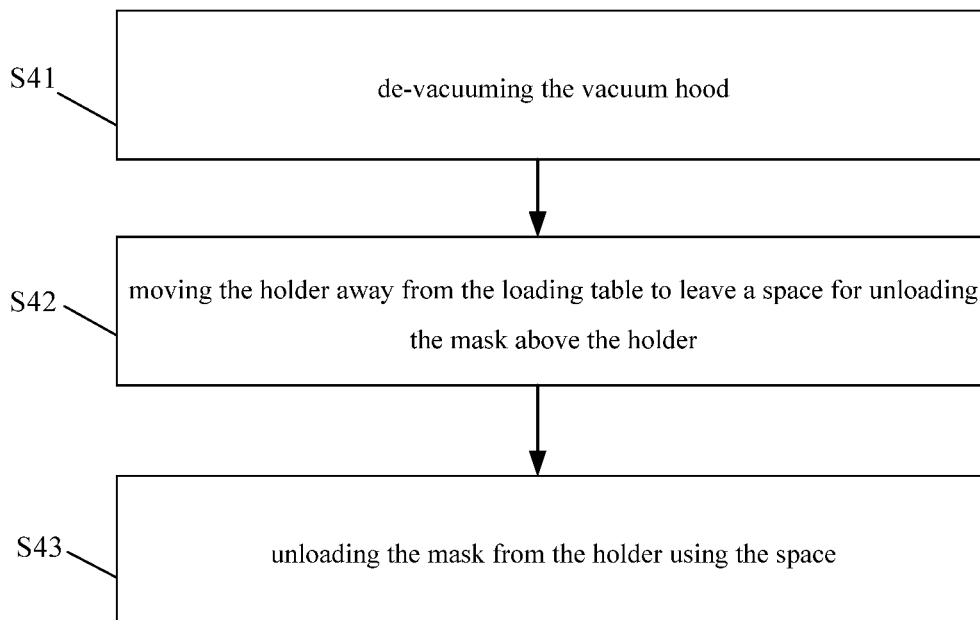 S41
de-vacuuming the vacuum hood
S42
moving the holder away from the loading table to leave a space for unloading
the mask above the holder
S43
unloading the mask from the holder using the space